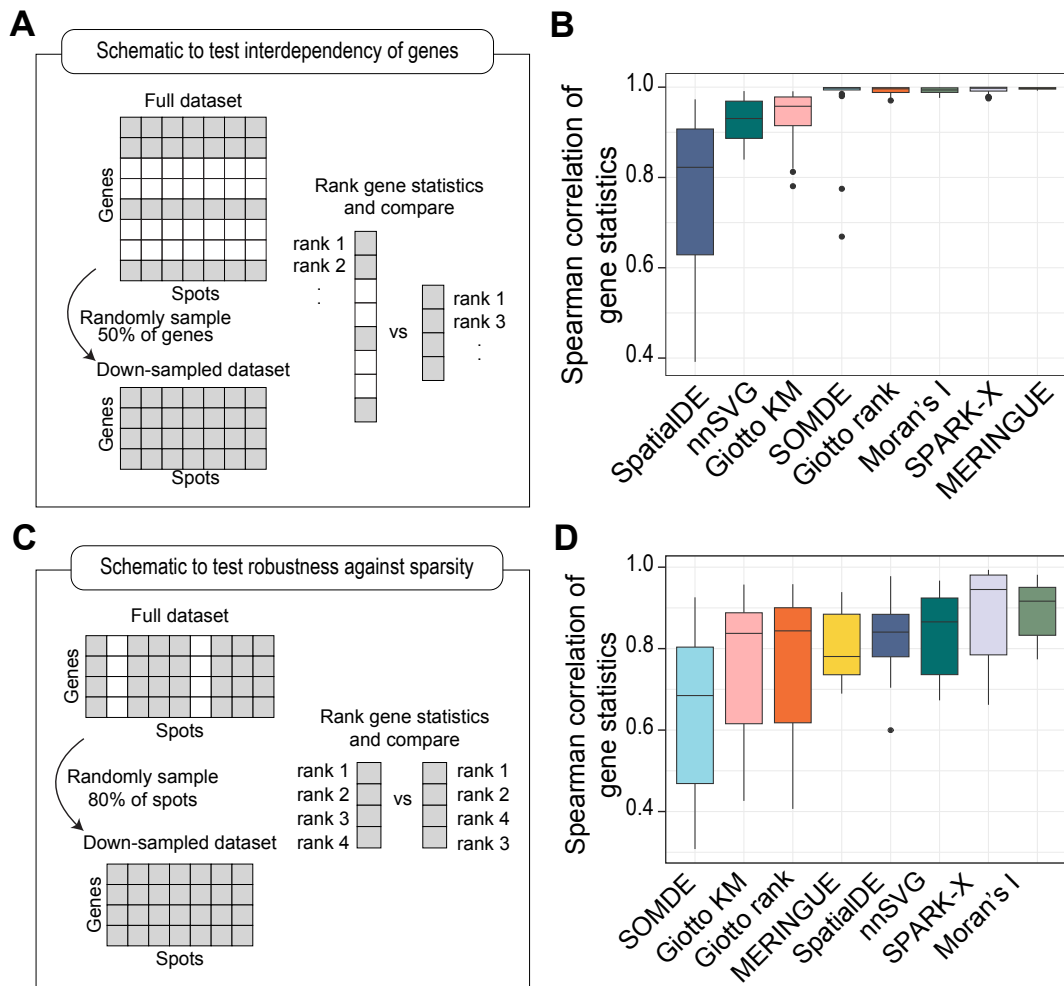 A
Schematic to test interdependency of genes
Full dataset
Genes
Spots
Randomly sample
50% of genes
Down-sampled dataset
Genes
Spots
Rank gene statistics
and compare
rank 1
rank 2
.
.
vs
rank 1
rank 3
.
.
B
Spearman correlation of
gene statistics
1.0
0.8
0.6
0.4
SpatialDE
nnSVG
Giotto KM
SOMDE
Giotto rank
Moran's I
SPARK-X
MERINGUE
C
Schematic to test robustness against sparsity
Full dataset
Genes
Spots
Randomly sample
80% of spots
Down-sampled dataset
Genes
Spots
Rank gene statistics
and compare
rank 1
rank 2
rank 3
rank 4
vs
rank 1
rank 2
rank 4
rank 3
D
Spearman correlation of
gene statistics
1.0
0.8
0.6
0.4
SOMDE
Giotto KM
Giotto rank
MERINGUE
SpatialDE
nnSVG
SPARK-X
Moran's I